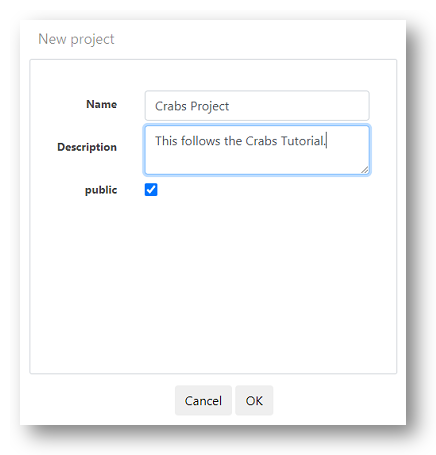 New project
Name
Crabs Project
Description
This follows the Crabs Tutorial.
public
Cancel
OK